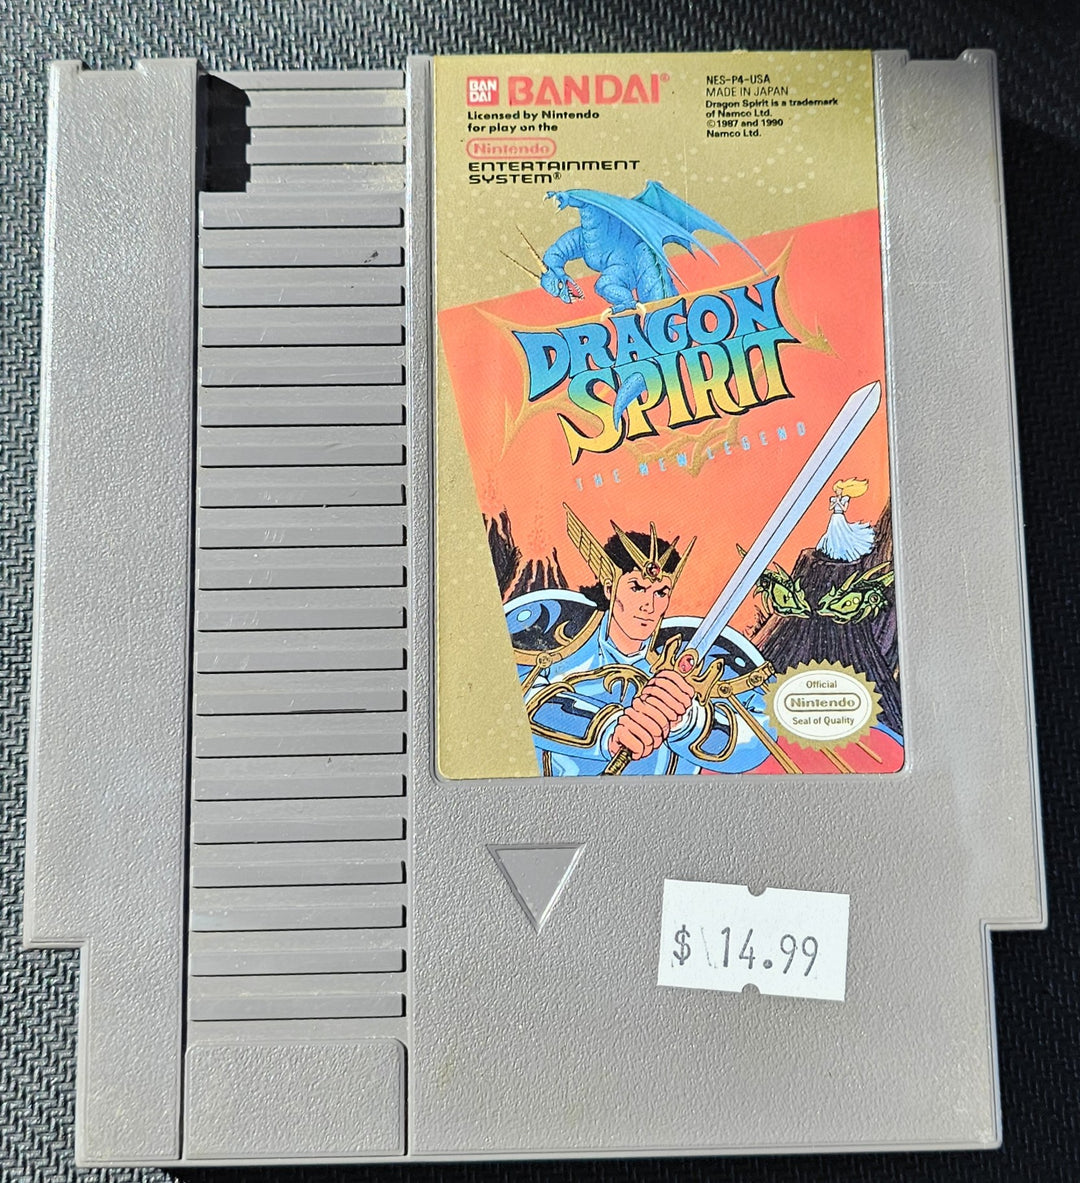 BAN
DAI
BANDAI®
Licensed by Nintendo
for play on the
Nintendo
ENTERTAINMENT
SYSTEM®
NES-P4-USA
MADE IN JAPAN
Dragon Spirit is a trademark
of Namco Ltd.
©1987 and 1990
Namco Ltd.
DRAGON
SPIRIT
THE NEW LEGEND
Official
Nintendo
Seal of Quality
$ 14.99